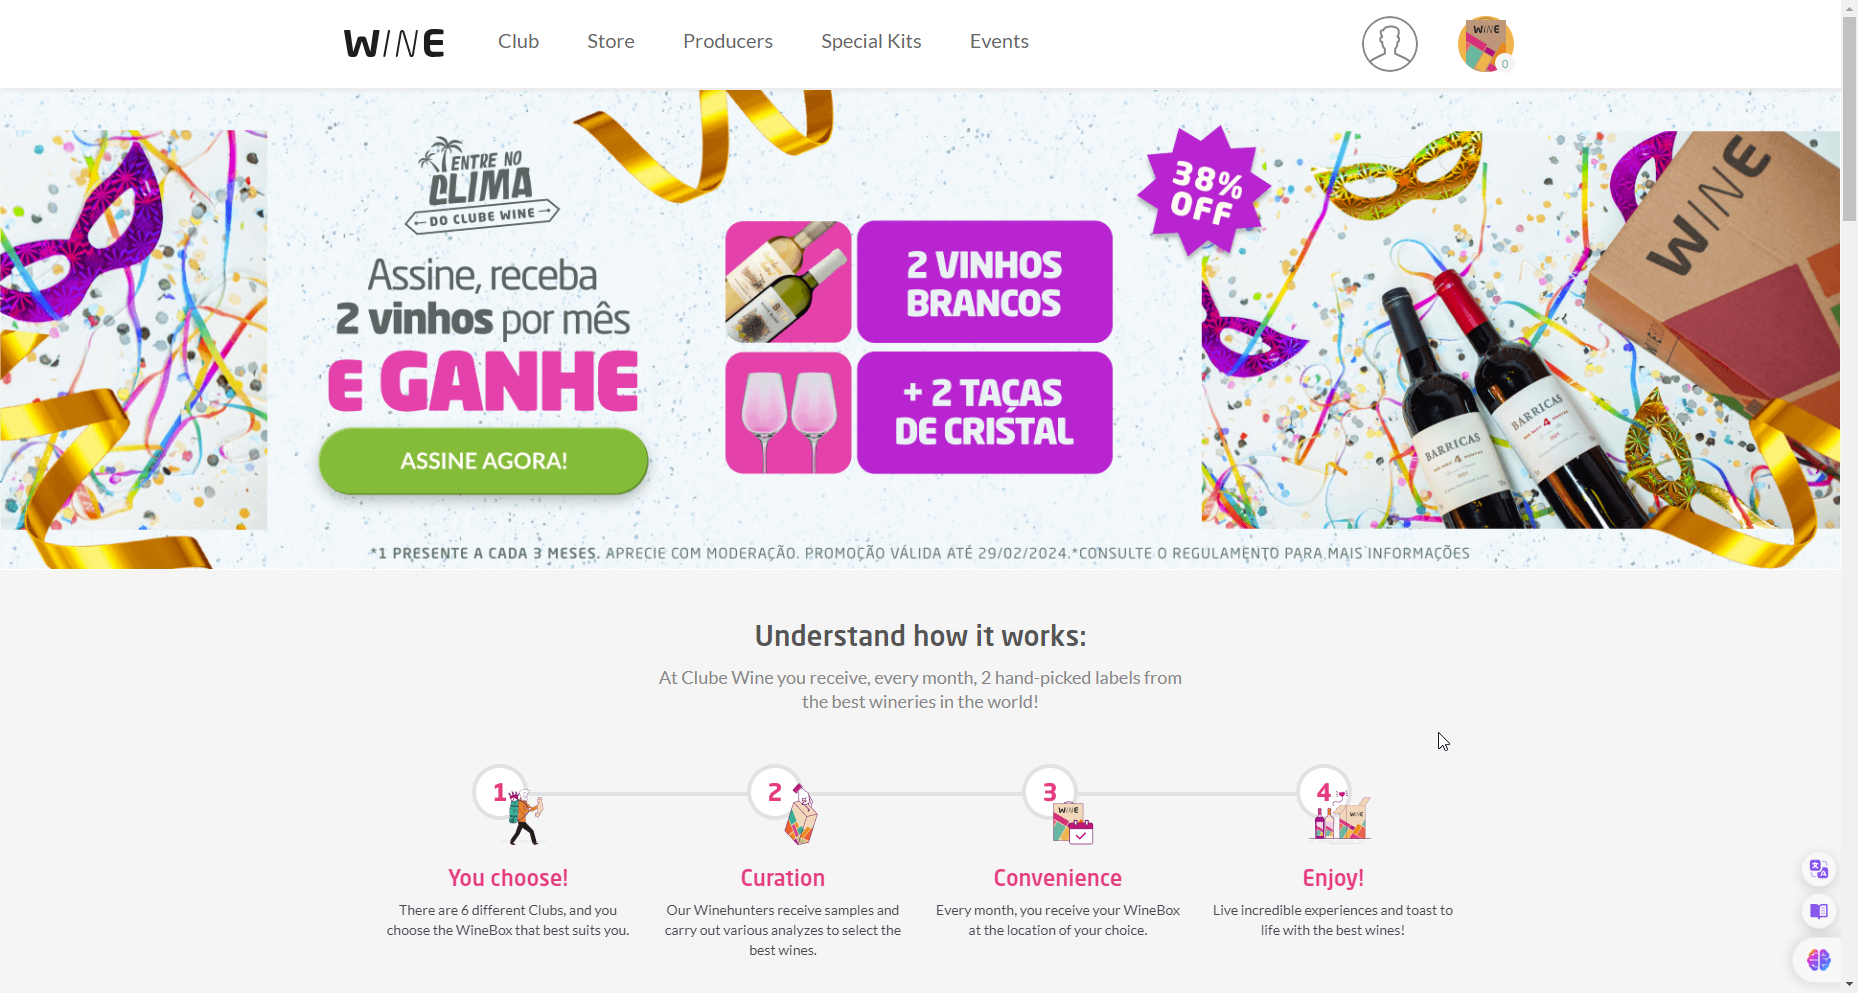 WINE
Club
Store
Producers
Special Kits
Events
WINE
0
ENTRE NO
CLIMA
DO CLUBE WINE
Assine, receba
2 vinhos por mês
E GANHE
ASSINE AGORA!
2 VINHOS
BRANCOS
+ 2 TAÇAS
DE CRISTAL
38%
OFF
WINE
BARRICAS
4
BARRICAS
4
*1 PRESENTE A CADA 3 MESES. APRECIE COM MODERAÇÃO. PROMOÇÃO VÁLIDA ATÉ 29/02/2024.*CONSULTE O REGULAMENTO PARA MAIS INFORMAÇÕES
Understand how it works:
At Clube Wine you receive, every month, 2 hand-picked labels from
the best wineries in the world!
1
2
3
WINE
4
WINE
You choose!
There are 6 different Clubs, and you
choose the WineBox that best suits you.
Curation
Our Winehunters receive samples and
carry out various analyzes to select the
best wines.
Convenience
Every month, you receive your WineBox
at the location of your choice.
Enjoy!
Live incredible experiences and toast to
life with the best wines!